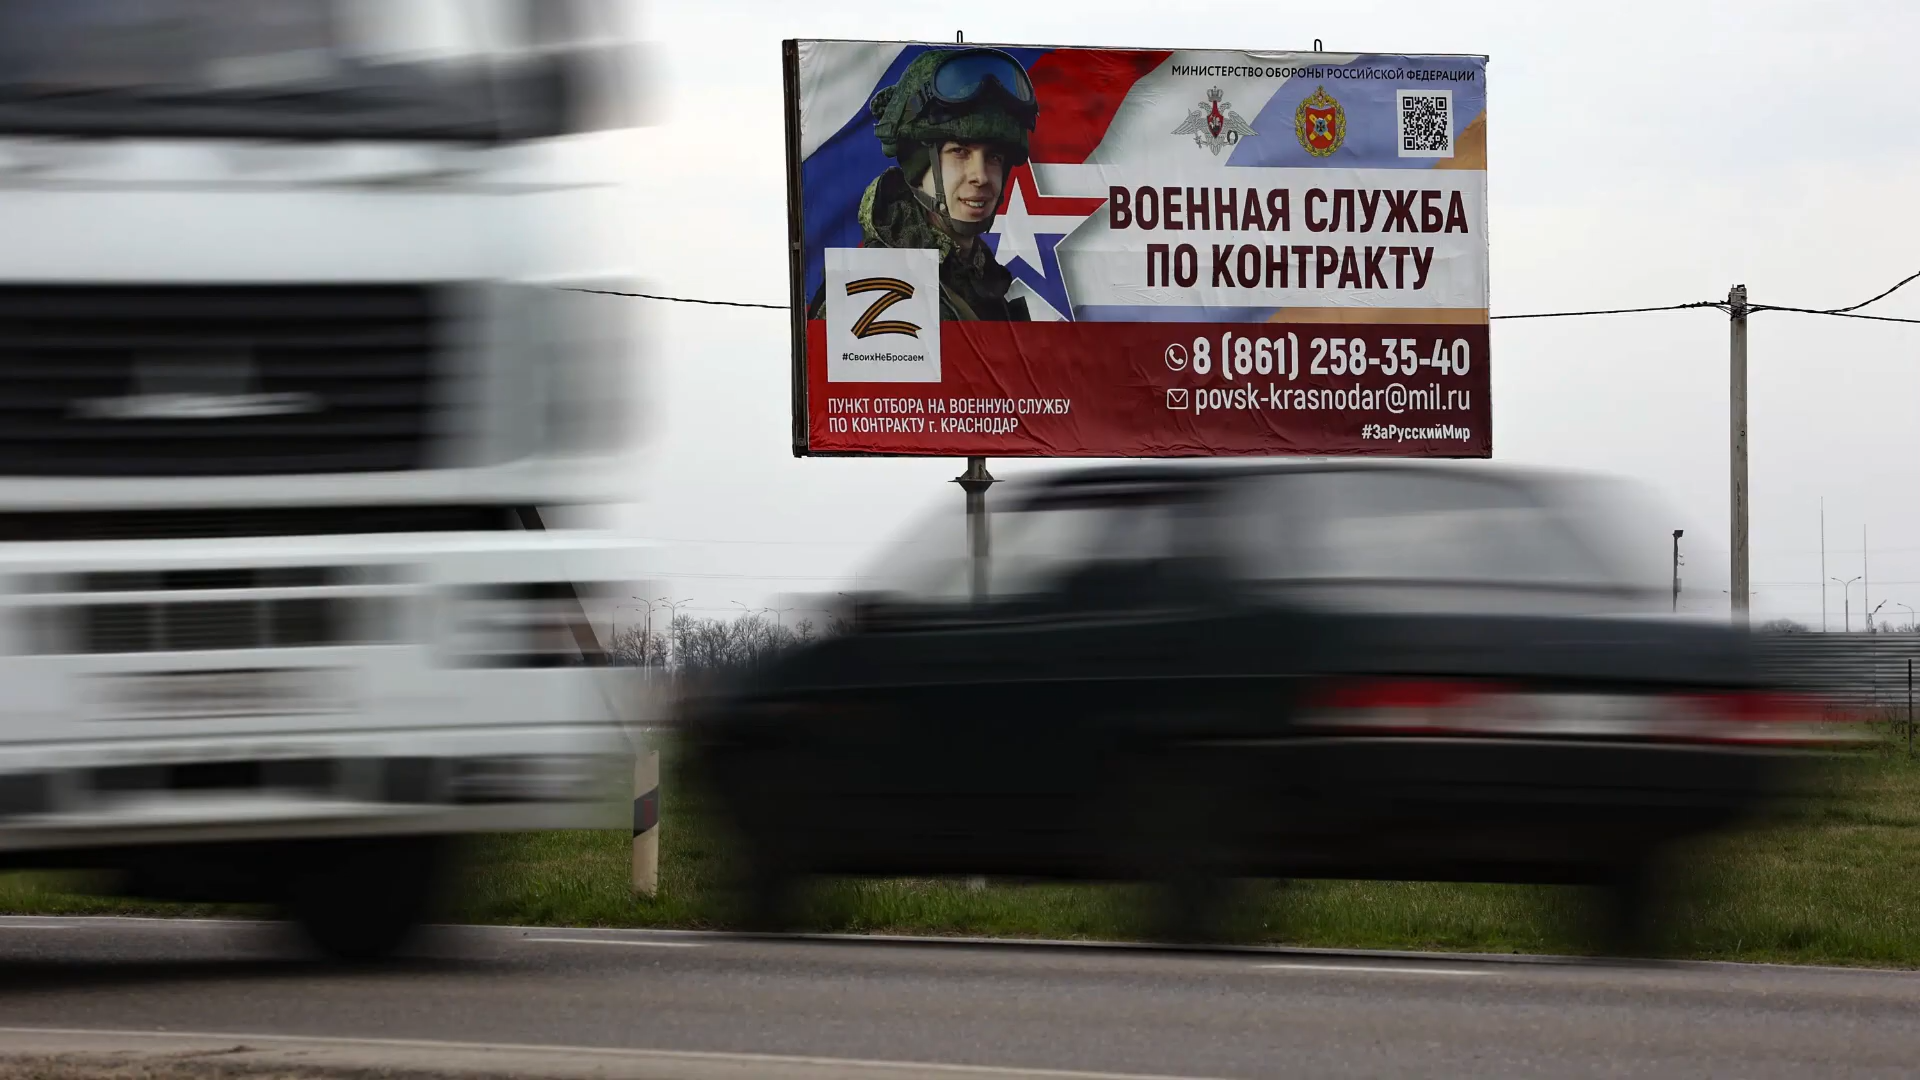 МИНИСТЕРСТВО ОБОРОНЫ РОССИЙСКОЙ ФЕДЕРАЦИИ
ВОЕННАЯ СЛУЖБА
ПО КОНТРАКТУ
Z
#СвоихНеБросаем
8 (861) 258-35-40
povsk-krasnodar@mil.ru
ПУНКТ ОТБОРА НА ВОЕННУЮ СЛУЖБУ
ПО КОНТРАКТУ г. КРАСНОДАР
#ЗаРусскийМир